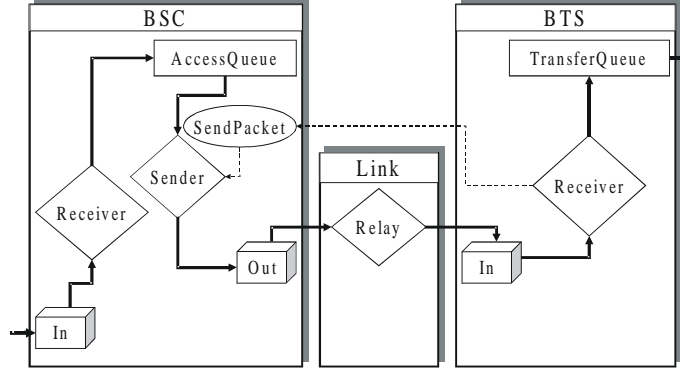 BSC
BTS
AccessQueue
TransferQueue
SendPacket
Sender
Link
Receiver
Receiver
Relay
Out
In
In